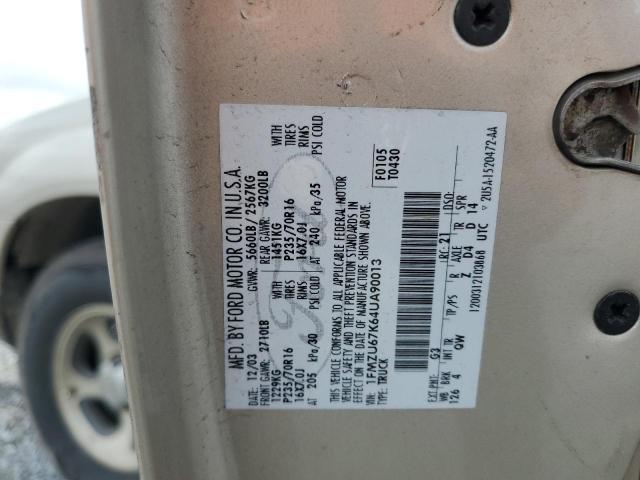 MFD. BY FORD MOTOR CO. IN U.S.A.
DATE: 12/03 GVWR: 5660LB/ 2567KG
FRONT GAWR: 2710LB REAR GAWR: 3200LB
1229KG WITH 1451KG WITH
P235/70R16 TIRES P235/70R16 TIRES
16X7.0J RIMS 16X7.0J RIMS
AT 205 kPa/30 PSI COLD AT 240 kPa/35 PSI COLD
THIS VEHICLE CONFORMS TO ALL APPLICABLE FEDERAL MOTOR
VEHICLE SAFETY AND THEFT PREVENTION STANDARDS IN
EFFECT ON THE DATE OF MANUFACTURE SHOWN ABOVE.
VIN: 1FMZU67K64UA90013
TYPE: TRUCK
F0105
T0430
EXT PNT: G3 RC: 21 DSO:
WB BRK INT TR TP/PS R AXLE TR SPR
126 4 QW Z D4 D 14
UTC
1200312103868 ▽ 2U5A-1520472-AA
Ford